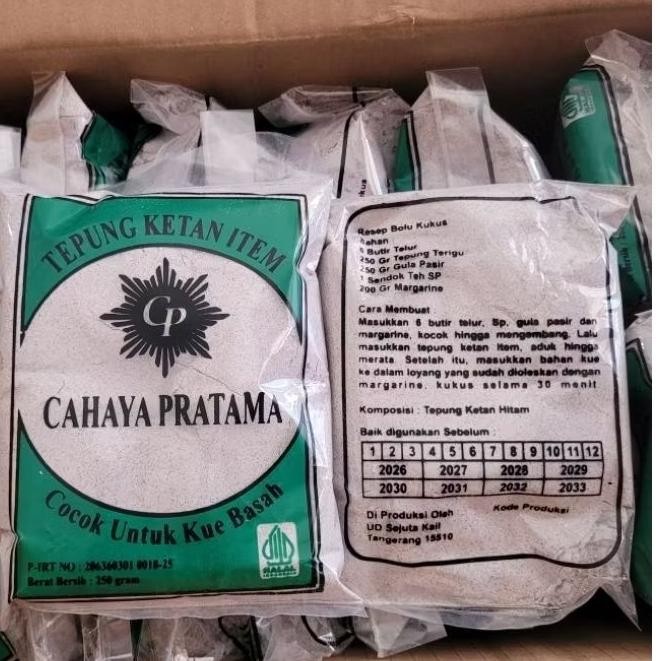 TEPUNG KETAN ITEM
CP
CAHAYA PRATAMA
Cocok Untuk Kue Basah
P-IRT NO : 206360301 0018-25
Berat Bersih : 250 gram
HALAL
INDONESIA
Resep Bolu Kukus
Bahan
Butir Telur
250 Gr Tepung Terigu
250 Gr Gula Pasir
1 Sendok Teh SP
200 Gr Margarine
Cara Membuat :
Masukkan 6 butir telur, Sp, gula pasir dan
margarine, kocok hingga mengembang. Lalu
masukkan tepung ketan item, aduk hingga
merata. Setelah itu, masukkan bahan kue
ke dalam loyang yang sudah dioleskan dengan
margarine. kukus selama 30 menit
Komposisi : Tepung Ketan Hitam
Baik digunakan Sebelum :
1 2 3 4 5 6 7 8 9 10 11 12
2026 2027 2028 2029
2030 2031 2032 2033
Di Produksi Oleh
Kode Produksi
UD Sejuta Kail
Tangerang 15510